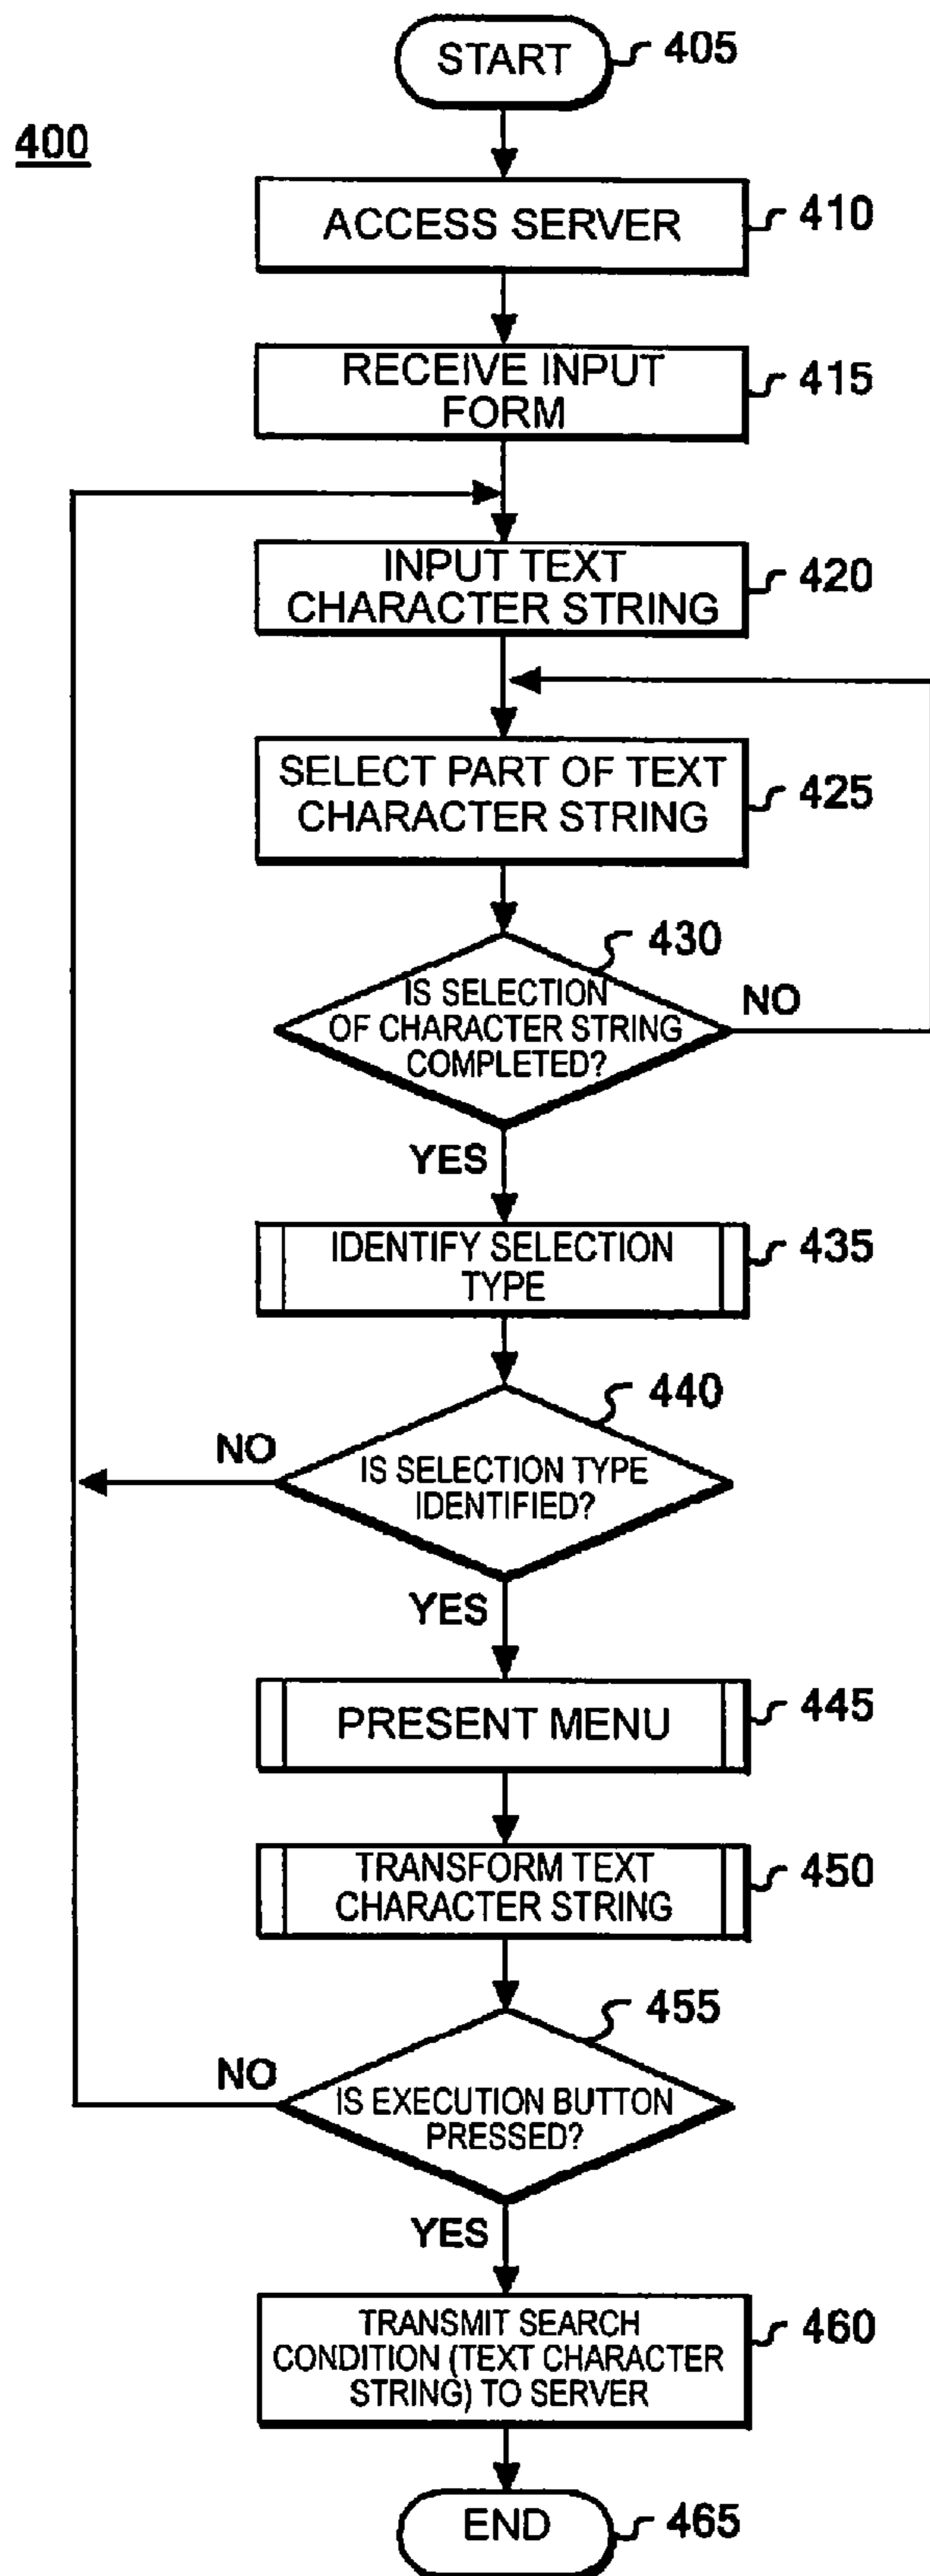 START
405
400
ACCESS SERVER
410
RECEIVE INPUT
FORM
415
INPUT TEXT
CHARACTER STRING
420
SELECT PART OF TEXT
CHARACTER STRING
425
430
IS SELECTION
OF CHARACTER STRING
COMPLETED?
NO
YES
IDENTIFY SELECTION
TYPE
435
440
NO
IS SELECTION TYPE
IDENTIFIED?
YES
PRESENT MENU
445
TRANSFORM TEXT
CHARACTER STRING
450
455
NO
IS EXECUTION BUTTON
PRESSED?
YES
TRANSMIT SEARCH
CONDITION (TEXT CHARACTER
STRING) TO SERVER
460
END
465